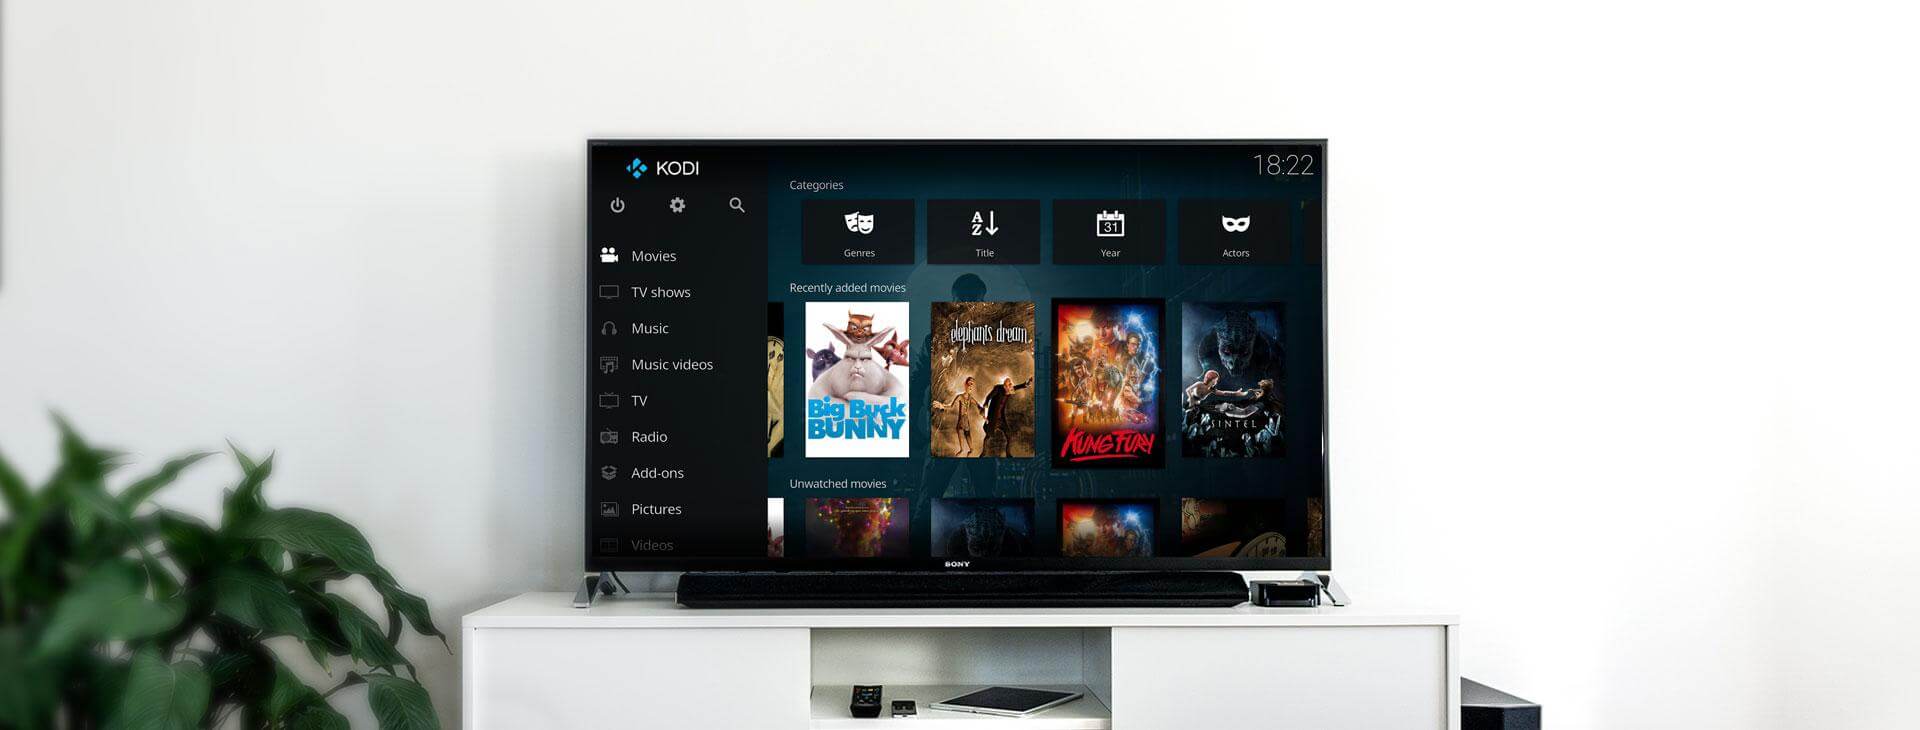 KODI
18:22
Movies
TV shows
Music
Music videos
TV
Radio
Add-ons
Pictures
Videos
Categories
Genres
A
Z
Title
31
Year
Actors
Recently added movies
Big Buck
BUNNY
elephants dream
KUNG FURY
SINTEL
Unwatched movies
SONY